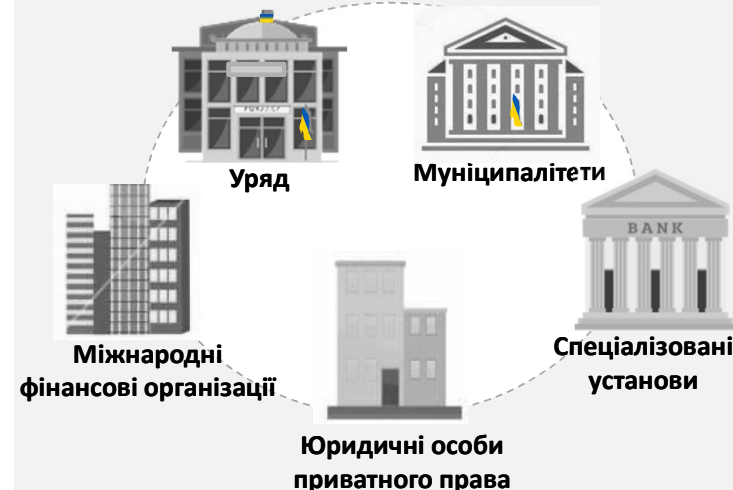 Уряд
Муніципалітети
BANK
Міжнародні
фінансові організації
Спеціалізовані
установи
Юридичні особи
приватного права